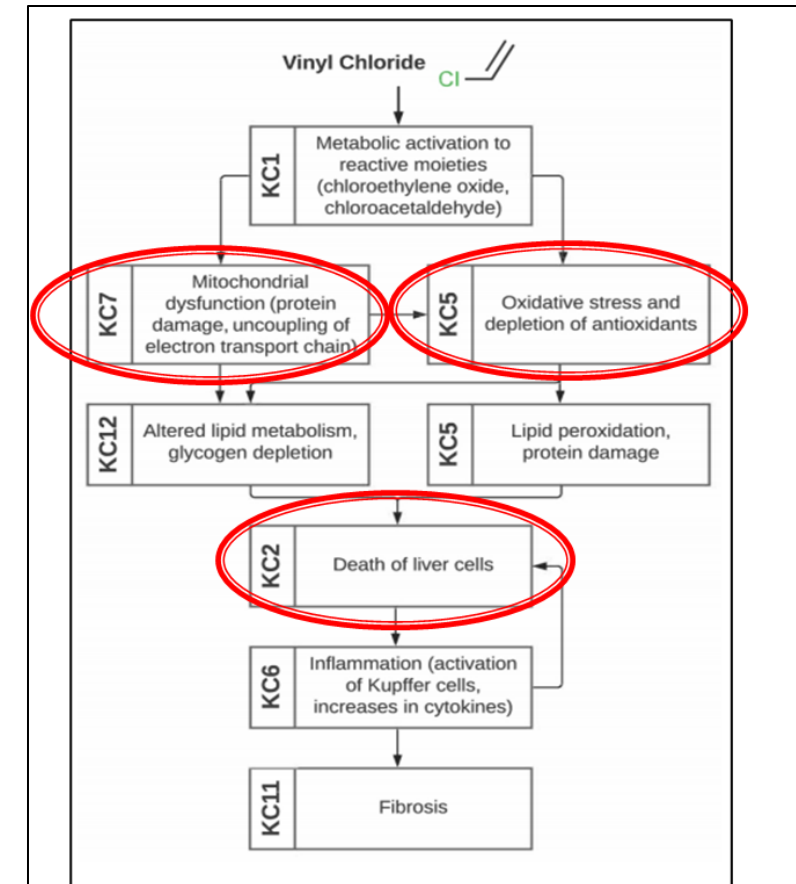 Vinyl Chloride
Cl
KC1
Metabolic activation to
reactive moieties
(chloroethylene oxide,
chloroacetaldehyde)
KC7
Mitochondrial
dysfunction (protein
damage, uncoupling of
electron transport chain)
KC5
Oxidative stress and
depletion of antioxidants
KC12
Altered lipid metabolism,
glycogen depletion
KC5
Lipid peroxidation,
protein damage
KC2
Death of liver cells
KC6
Inflammation (activation
of Kupffer cells,
increases in cytokines)
KC11
Fibrosis